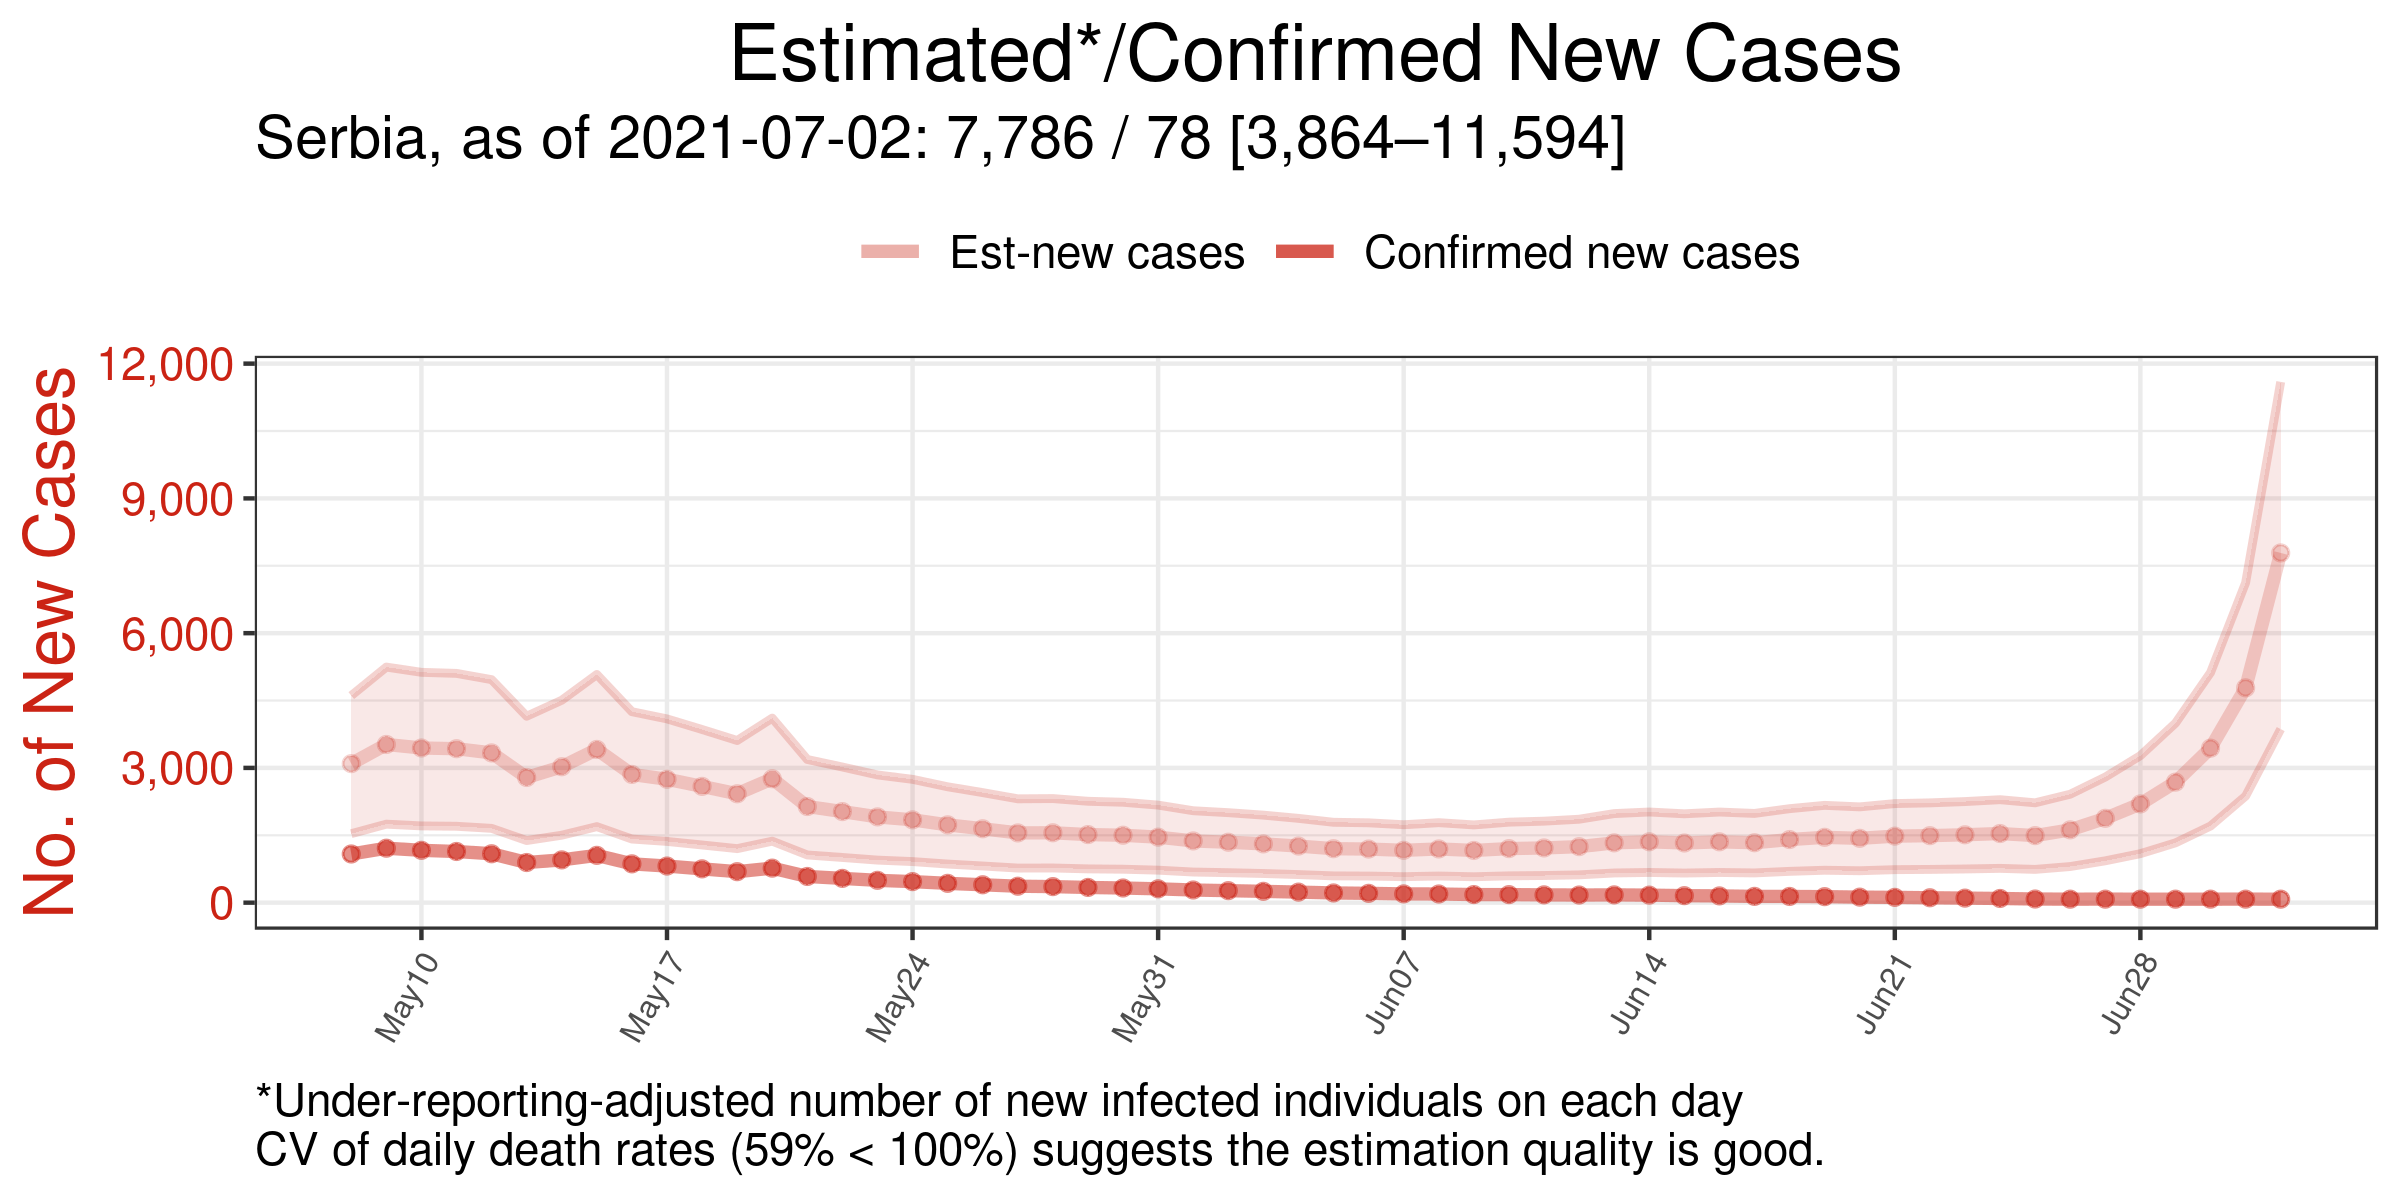 Estimated*/Confirmed New Cases
Serbia, as of 2021-07-02: 7,786 / 78 [3,864–11,594]
Est-new cases
Confirmed new cases
No. of New Cases
12,000
9,000
6,000
3,000
0
May10
May17
May24
May31
Jun07
Jun14
Jun21
Jun28
*Under-reporting-adjusted number of new infected individuals on each day
CV of daily death rates (59% < 100%) suggests the estimation quality is good.